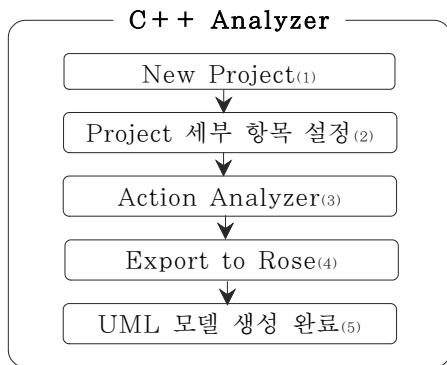 C++ Analyzer
New Project(1)
Project 세부 항목 설정(2)
Action Analyzer(3)
Export to Rose(4)
UML 모델 생성 완료(5)